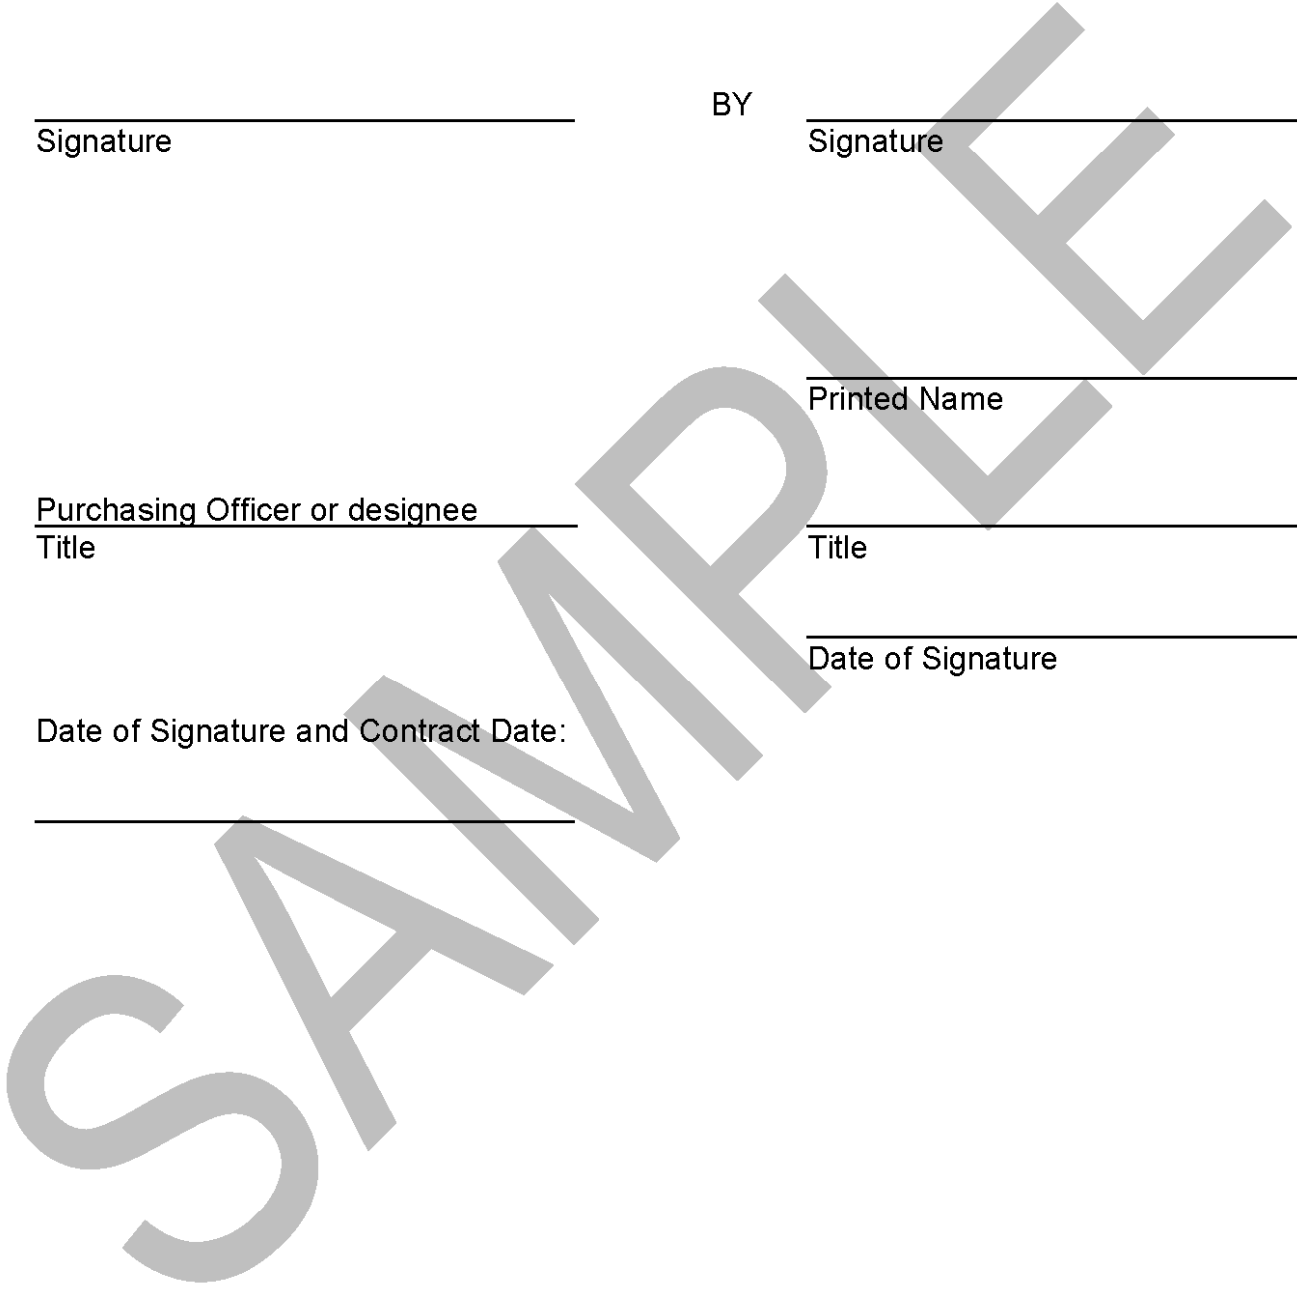 BY
Signature
Signature
Printed Name
Purchasing Officer or designee
Title
Title
Date of Signature
Date of Signature and Contract Date:
SAMPLE